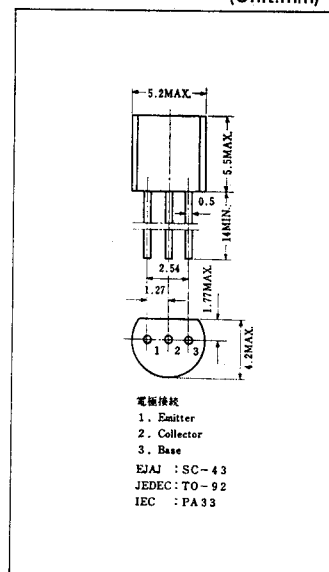 (Unit:mm)
5.2MAX.
5.5MAX.
0.5
14MIN.
2.54
1.27
1.77MAX.
4.2MAX.
1 2 3
電極接続
1. Emitter
2. Collector
3. Base
EJAJ : SC-43
JEDEC : TO-92
IEC : PA33